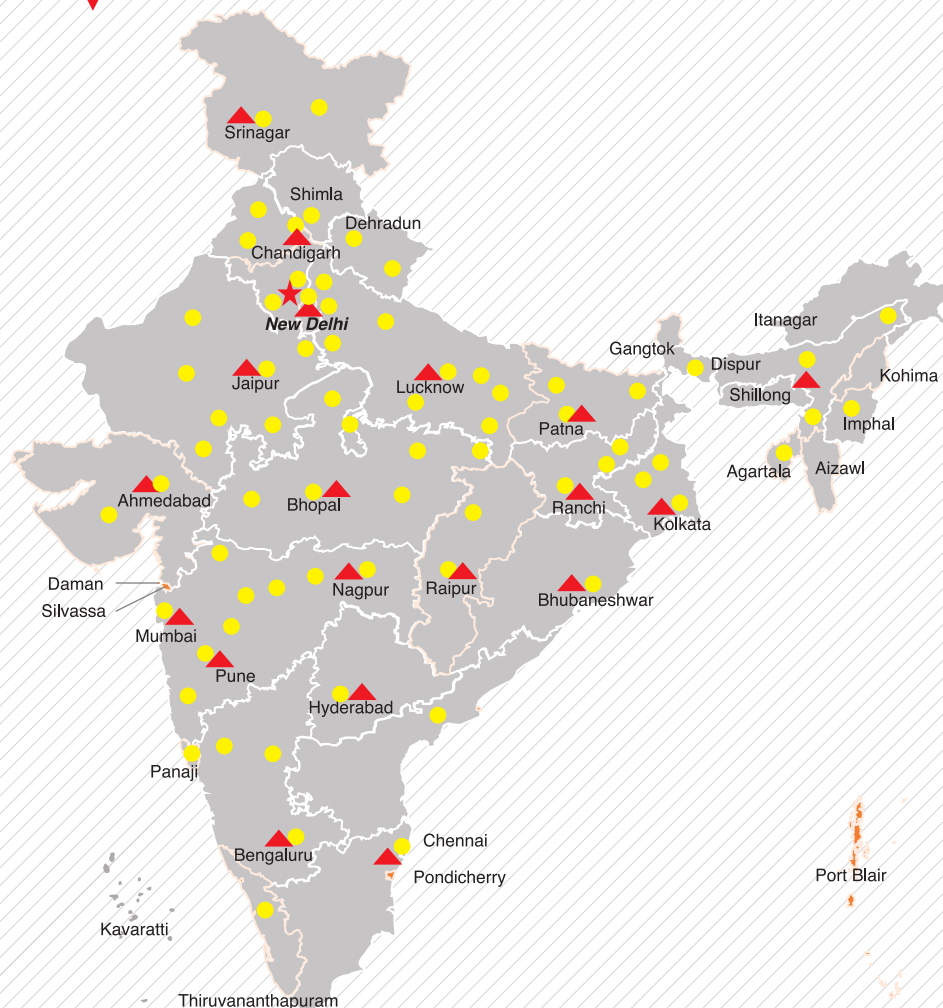 Srinagar
Shimla
Dehradun
Chandigarh
New Delhi
Itanagar
Gangtok
Dispur
Kohima
Jaipur
Lucknow
Shillong
Imphal
Patna
Agartala
Aizawl
Ahmedabad
Bhopal
Ranchi
Kolkata
Daman
Nagpur
Raipur
Bhubaneshwar
Silvassa
Mumbai
Pune
Hyderabad
Panaji
Chennai
Bengaluru
Pondicherry
Port Blair
Kavaratti
Thiruvananthapuram